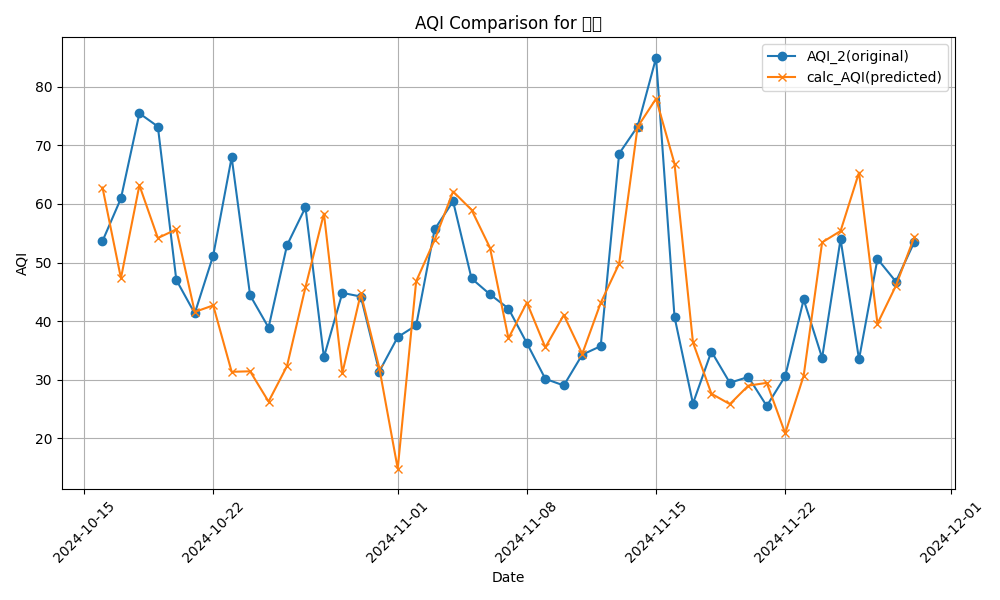 AQI Comparison for
AQI_2(original)
calc_AQI(predicted)
AQI
80
70
60
50
40
30
20
2024-10-15
2024-10-22
2024-11-01
2024-11-08
2024-11-15
2024-11-22
2024-12-01
Date